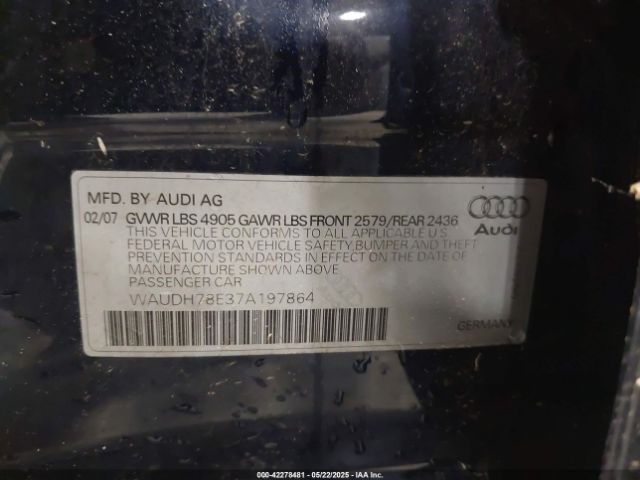 MFD. BY AUDI AG
02/07 GVWR LBS 4905 GAWR LBS FRONT 2579/REAR 2436
THIS VEHICLE CONFORMS TO ALL APPLICABLE U.S.
FEDERAL MOTOR VEHICLE SAFETY,BUMPER AND THEFT
PREVENTION STANDARDS IN EFFECT ON THE DATE OF
MANUFACTURE SHOWN ABOVE
PASSENGER CAR
WAUDH78E37A197864
Audi
GERMANY
000-42278481 - 05/22/2025 - IAA Inc.